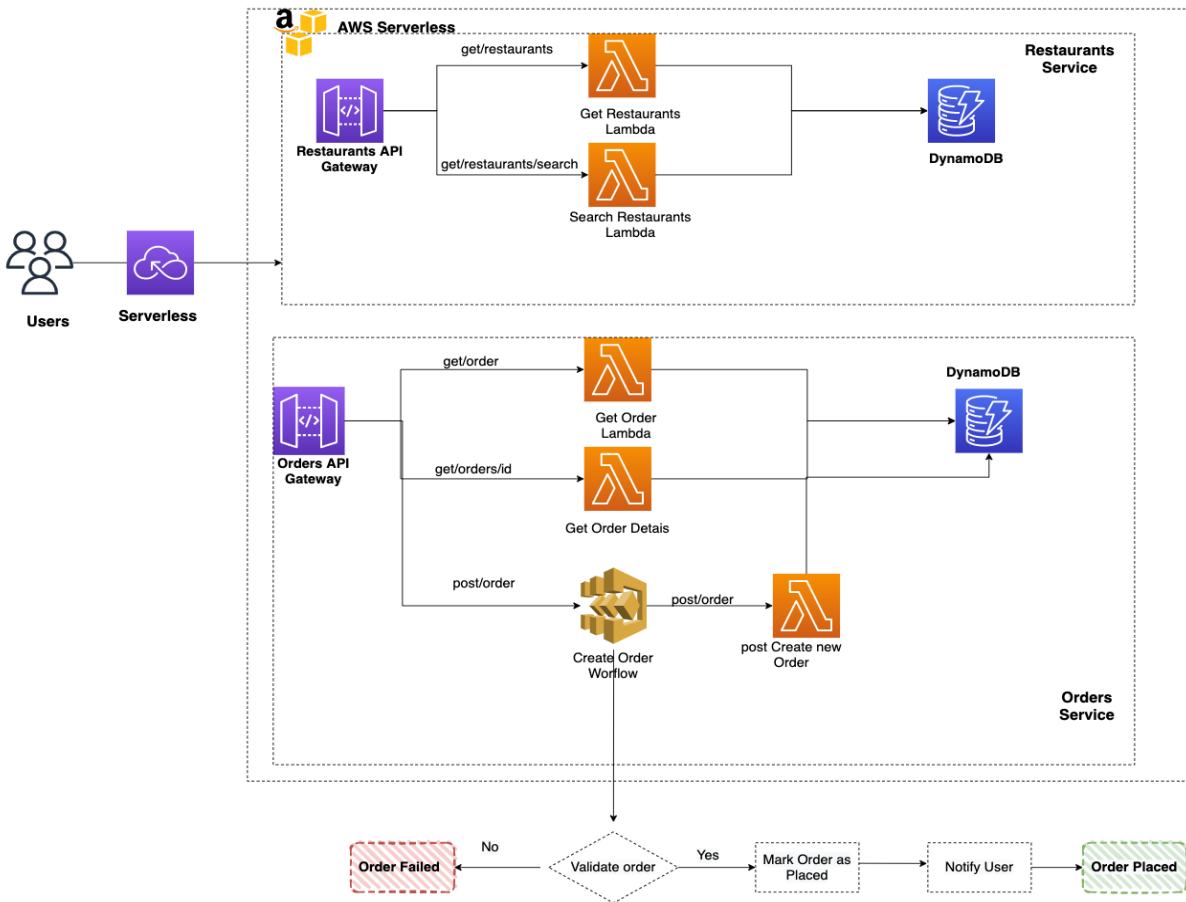 a
AWS Serverless
Restaurants
Service
get/restaurants
Get Restaurants
Lambda
Restaurants API
Gateway
get/restaurants/search
DynamoDB
Search Restaurants
Lambda
Users
Serverless
get/order
DynamoDB
Get Order
Lambda
Orders API
Gateway
get/orders/id
Get Order Detais
post/order
post/order
Create Order
Worflow
post Create new
Order
Orders
Service
Order Failed
No
Validate order
Yes
Mark Order as
Placed
Notify User
Order Placed